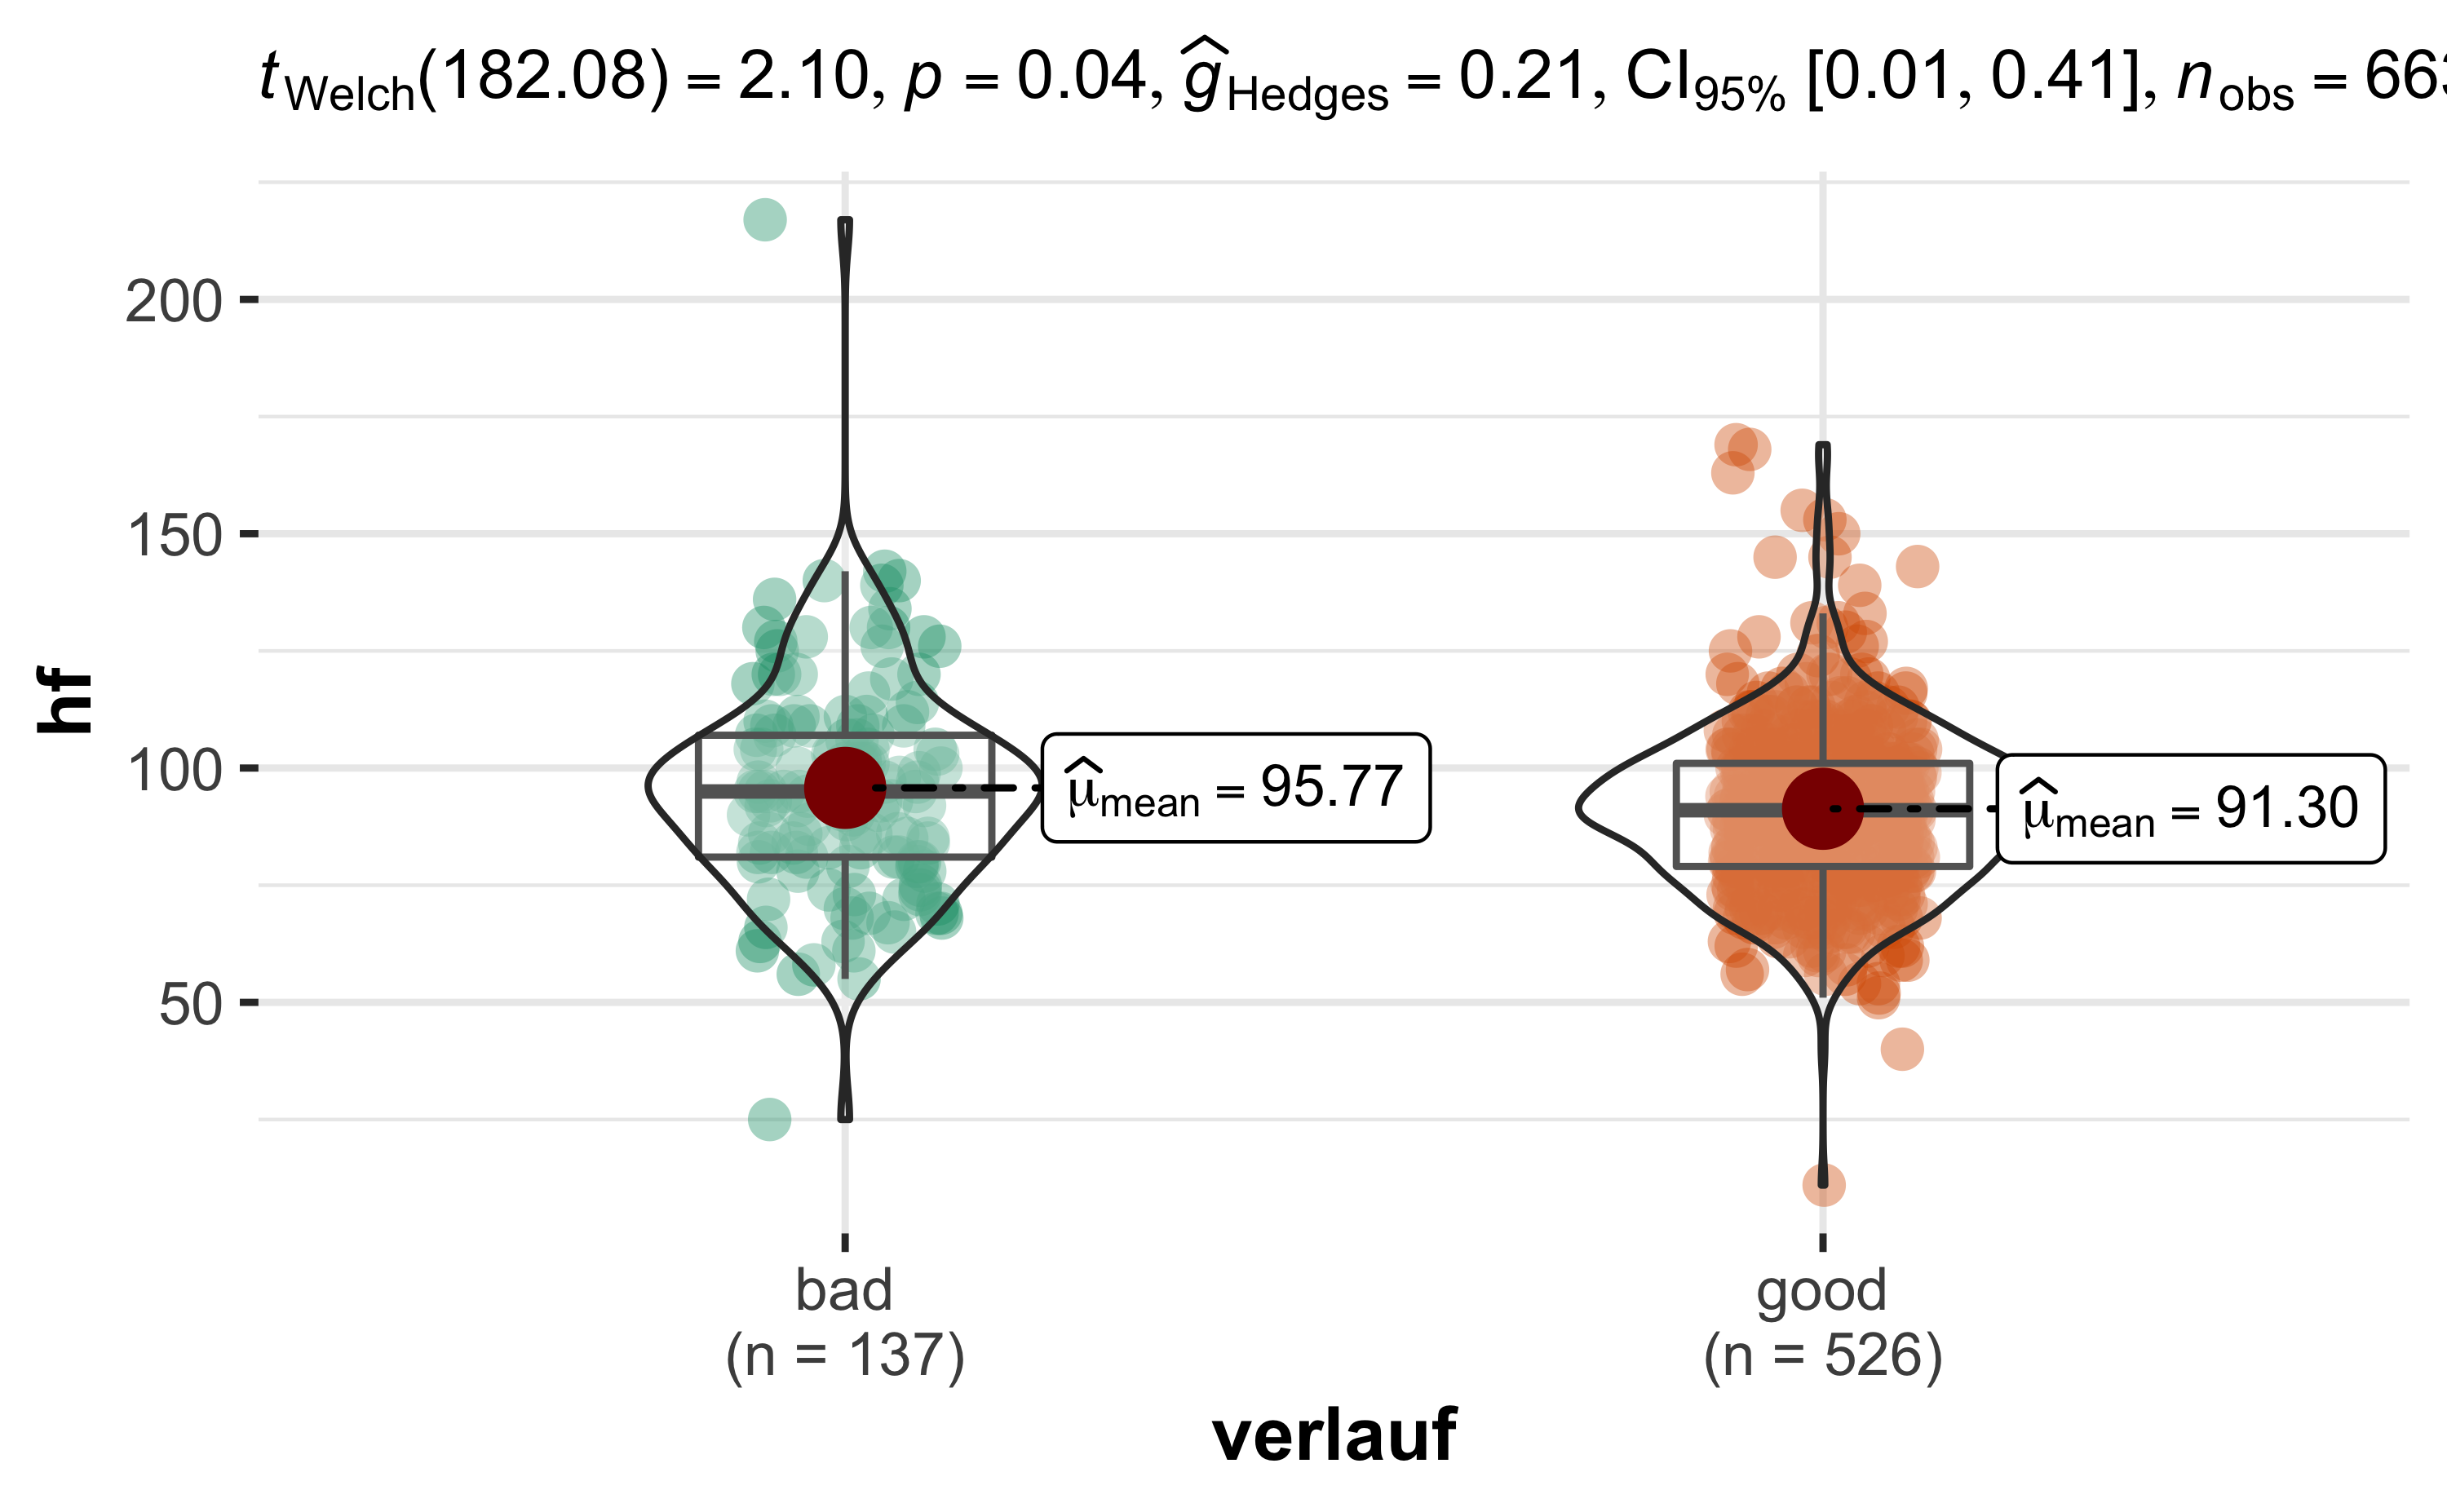 tWelch(182.08) = 2.10, p = 0.04, ĝHedges = 0.21, CI95% [0.01, 0.41], nobs = 663
hf
200
150
100
50
μ̂mean = 95.77
μ̂mean = 91.30
bad
(n = 137)
good
(n = 526)
verlauf